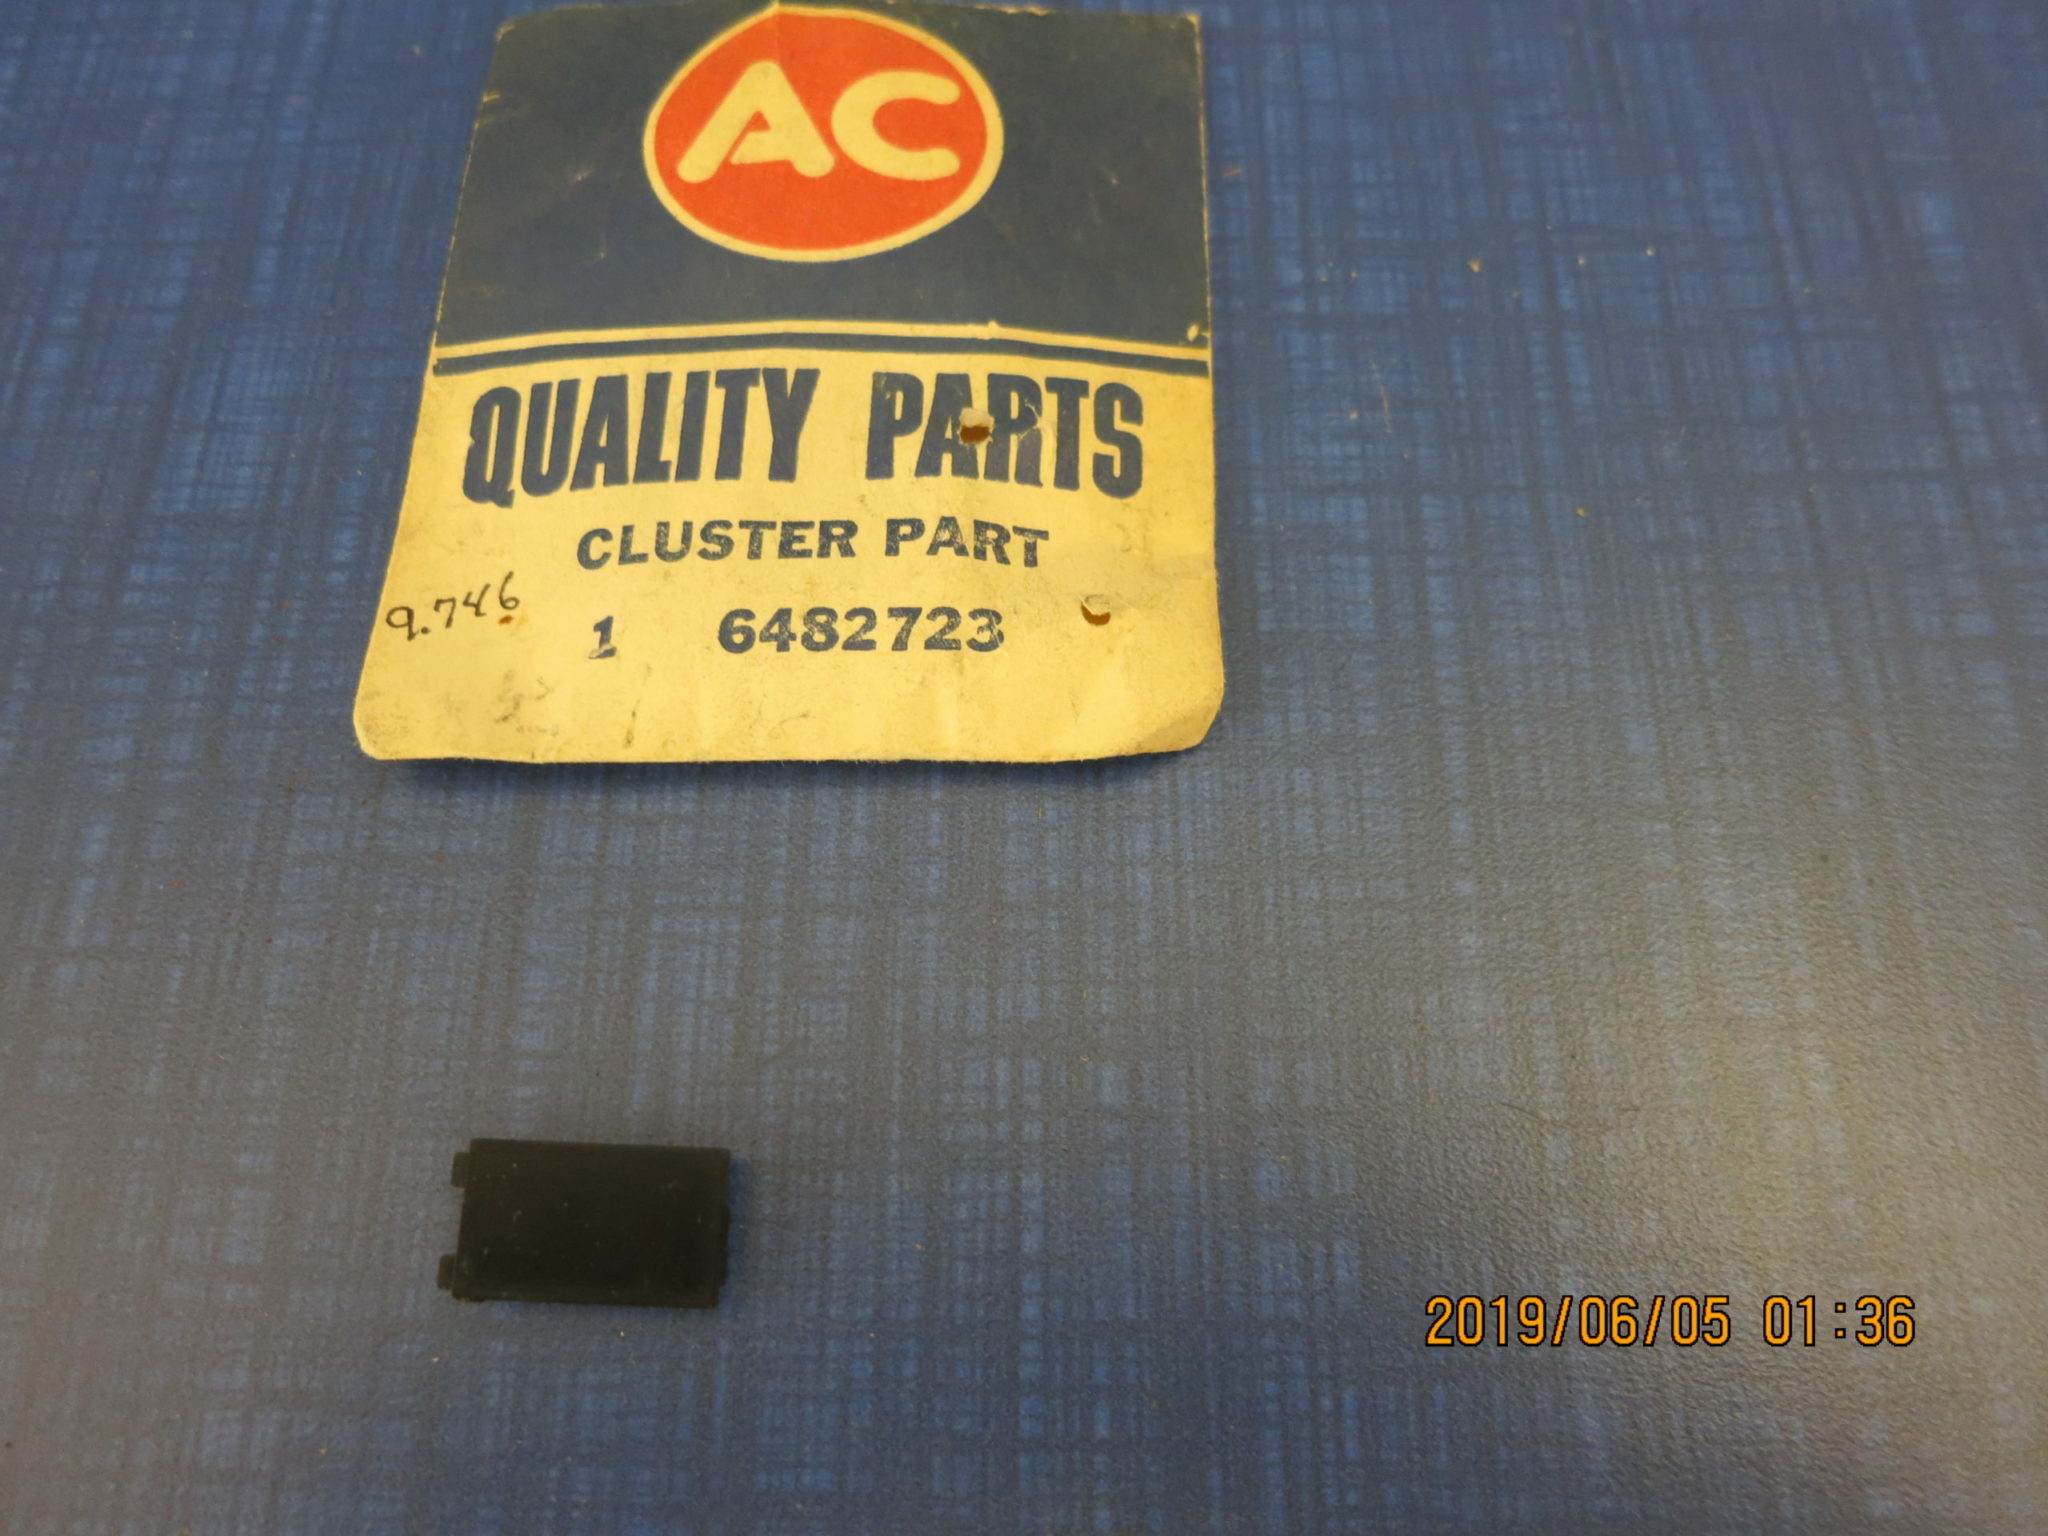 AC
QUALITY PARTS
CLUSTER PART
9.746
1 6482723
2019/06/05 01:36